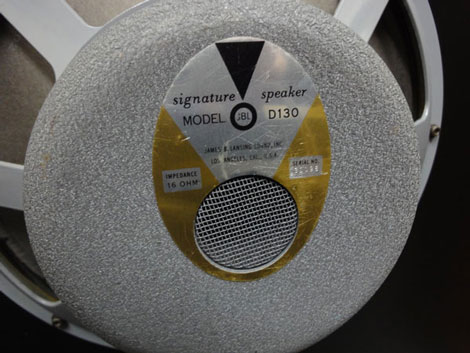 signature speaker
MODEL JBL D130
JAMES B. LANSING SOUND, INC.
LOS ANGELES, CAL., U.S.A.
IMPEDANCE
16 OHM
SERIAL NO.